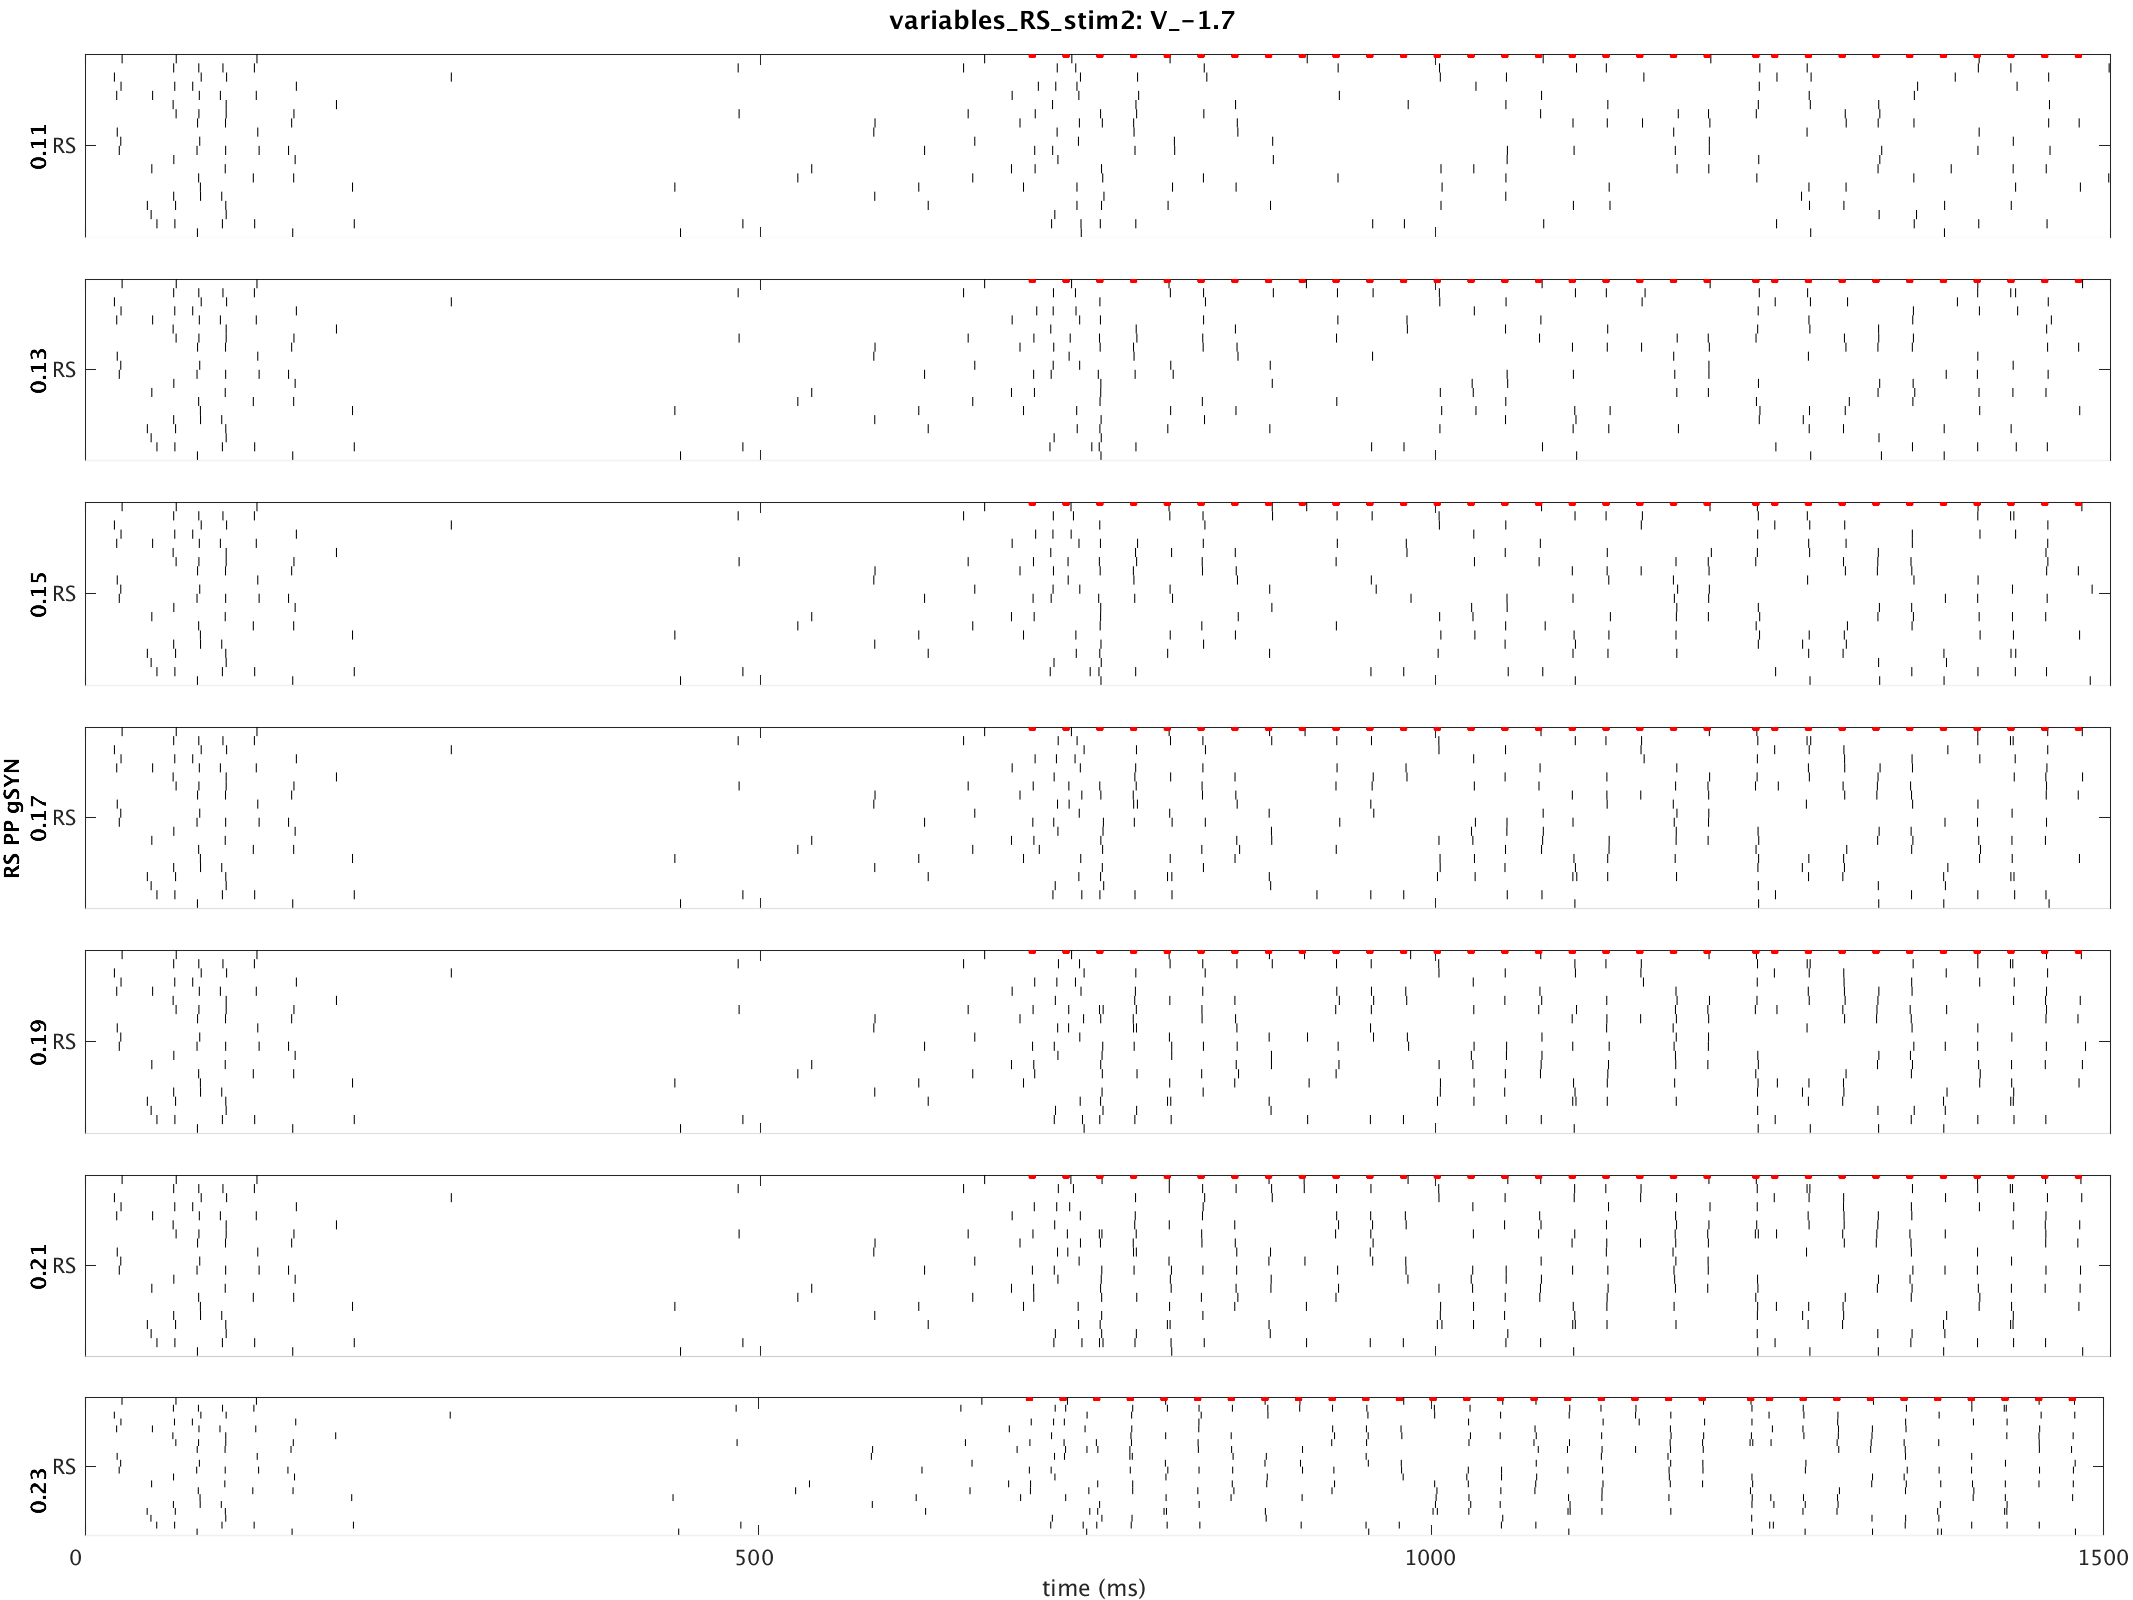 variables_RS_stim2: V_-1.7
RS PP gSYN
0.11
RS
0.13
RS
0.15
RS
0.17
RS
0.19
RS
0.21
RS
0.23
RS
0 500 1000 1500
time (ms)